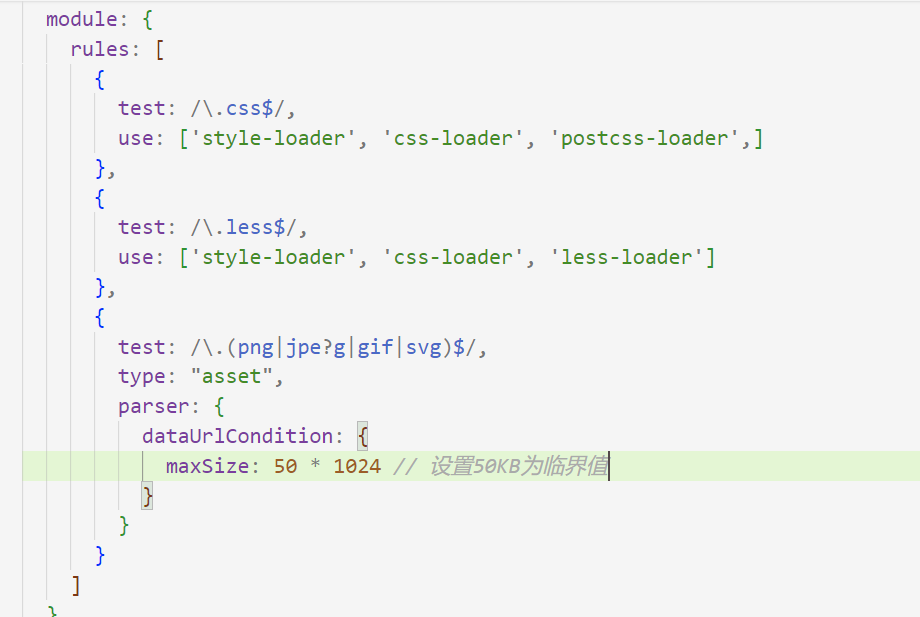 module: {
rules: [
{
test: /\.css$/,
use: ['style-loader', 'css-loader', 'postcss-loader',]
},
{
test: /\.less$/,
use: ['style-loader', 'css-loader', 'less-loader']
},
{
test: /\.(png|jpe?g|gif|svg)$/,
type: "asset",
parser: {
dataUrlCondition: {
maxSize: 50 * 1024 // 设置50KB为临界值
}
}
}
]
}